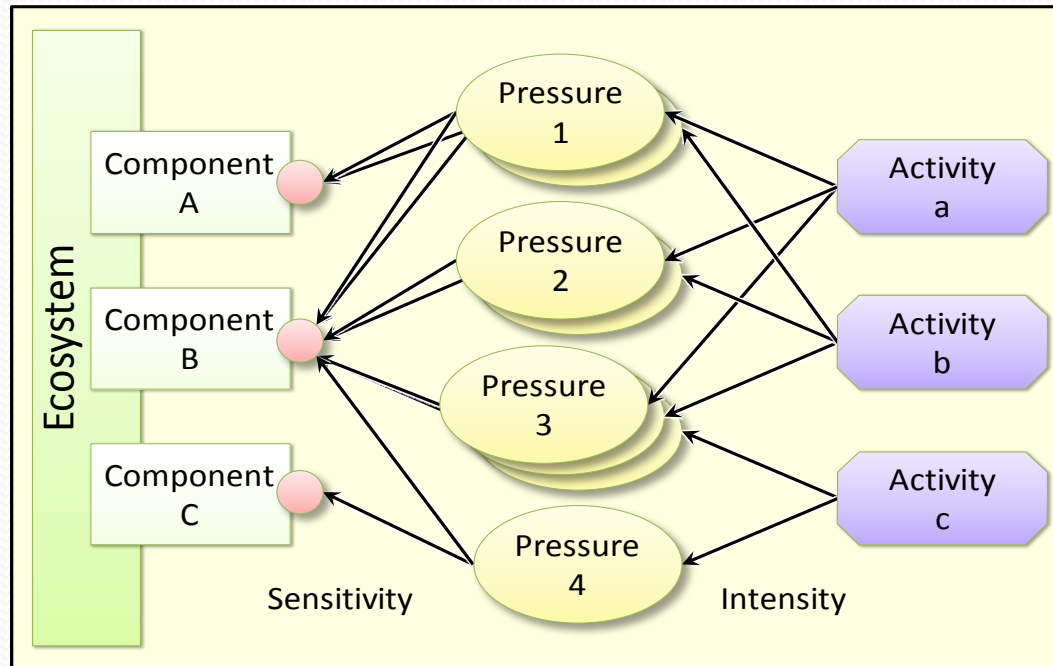 Ecosystem
Component
A
Component
B
Component
C
Pressure
1
Pressure
2
Pressure
3
Pressure
4
Activity
a
Activity
b
Activity
c
Sensitivity
Intensity